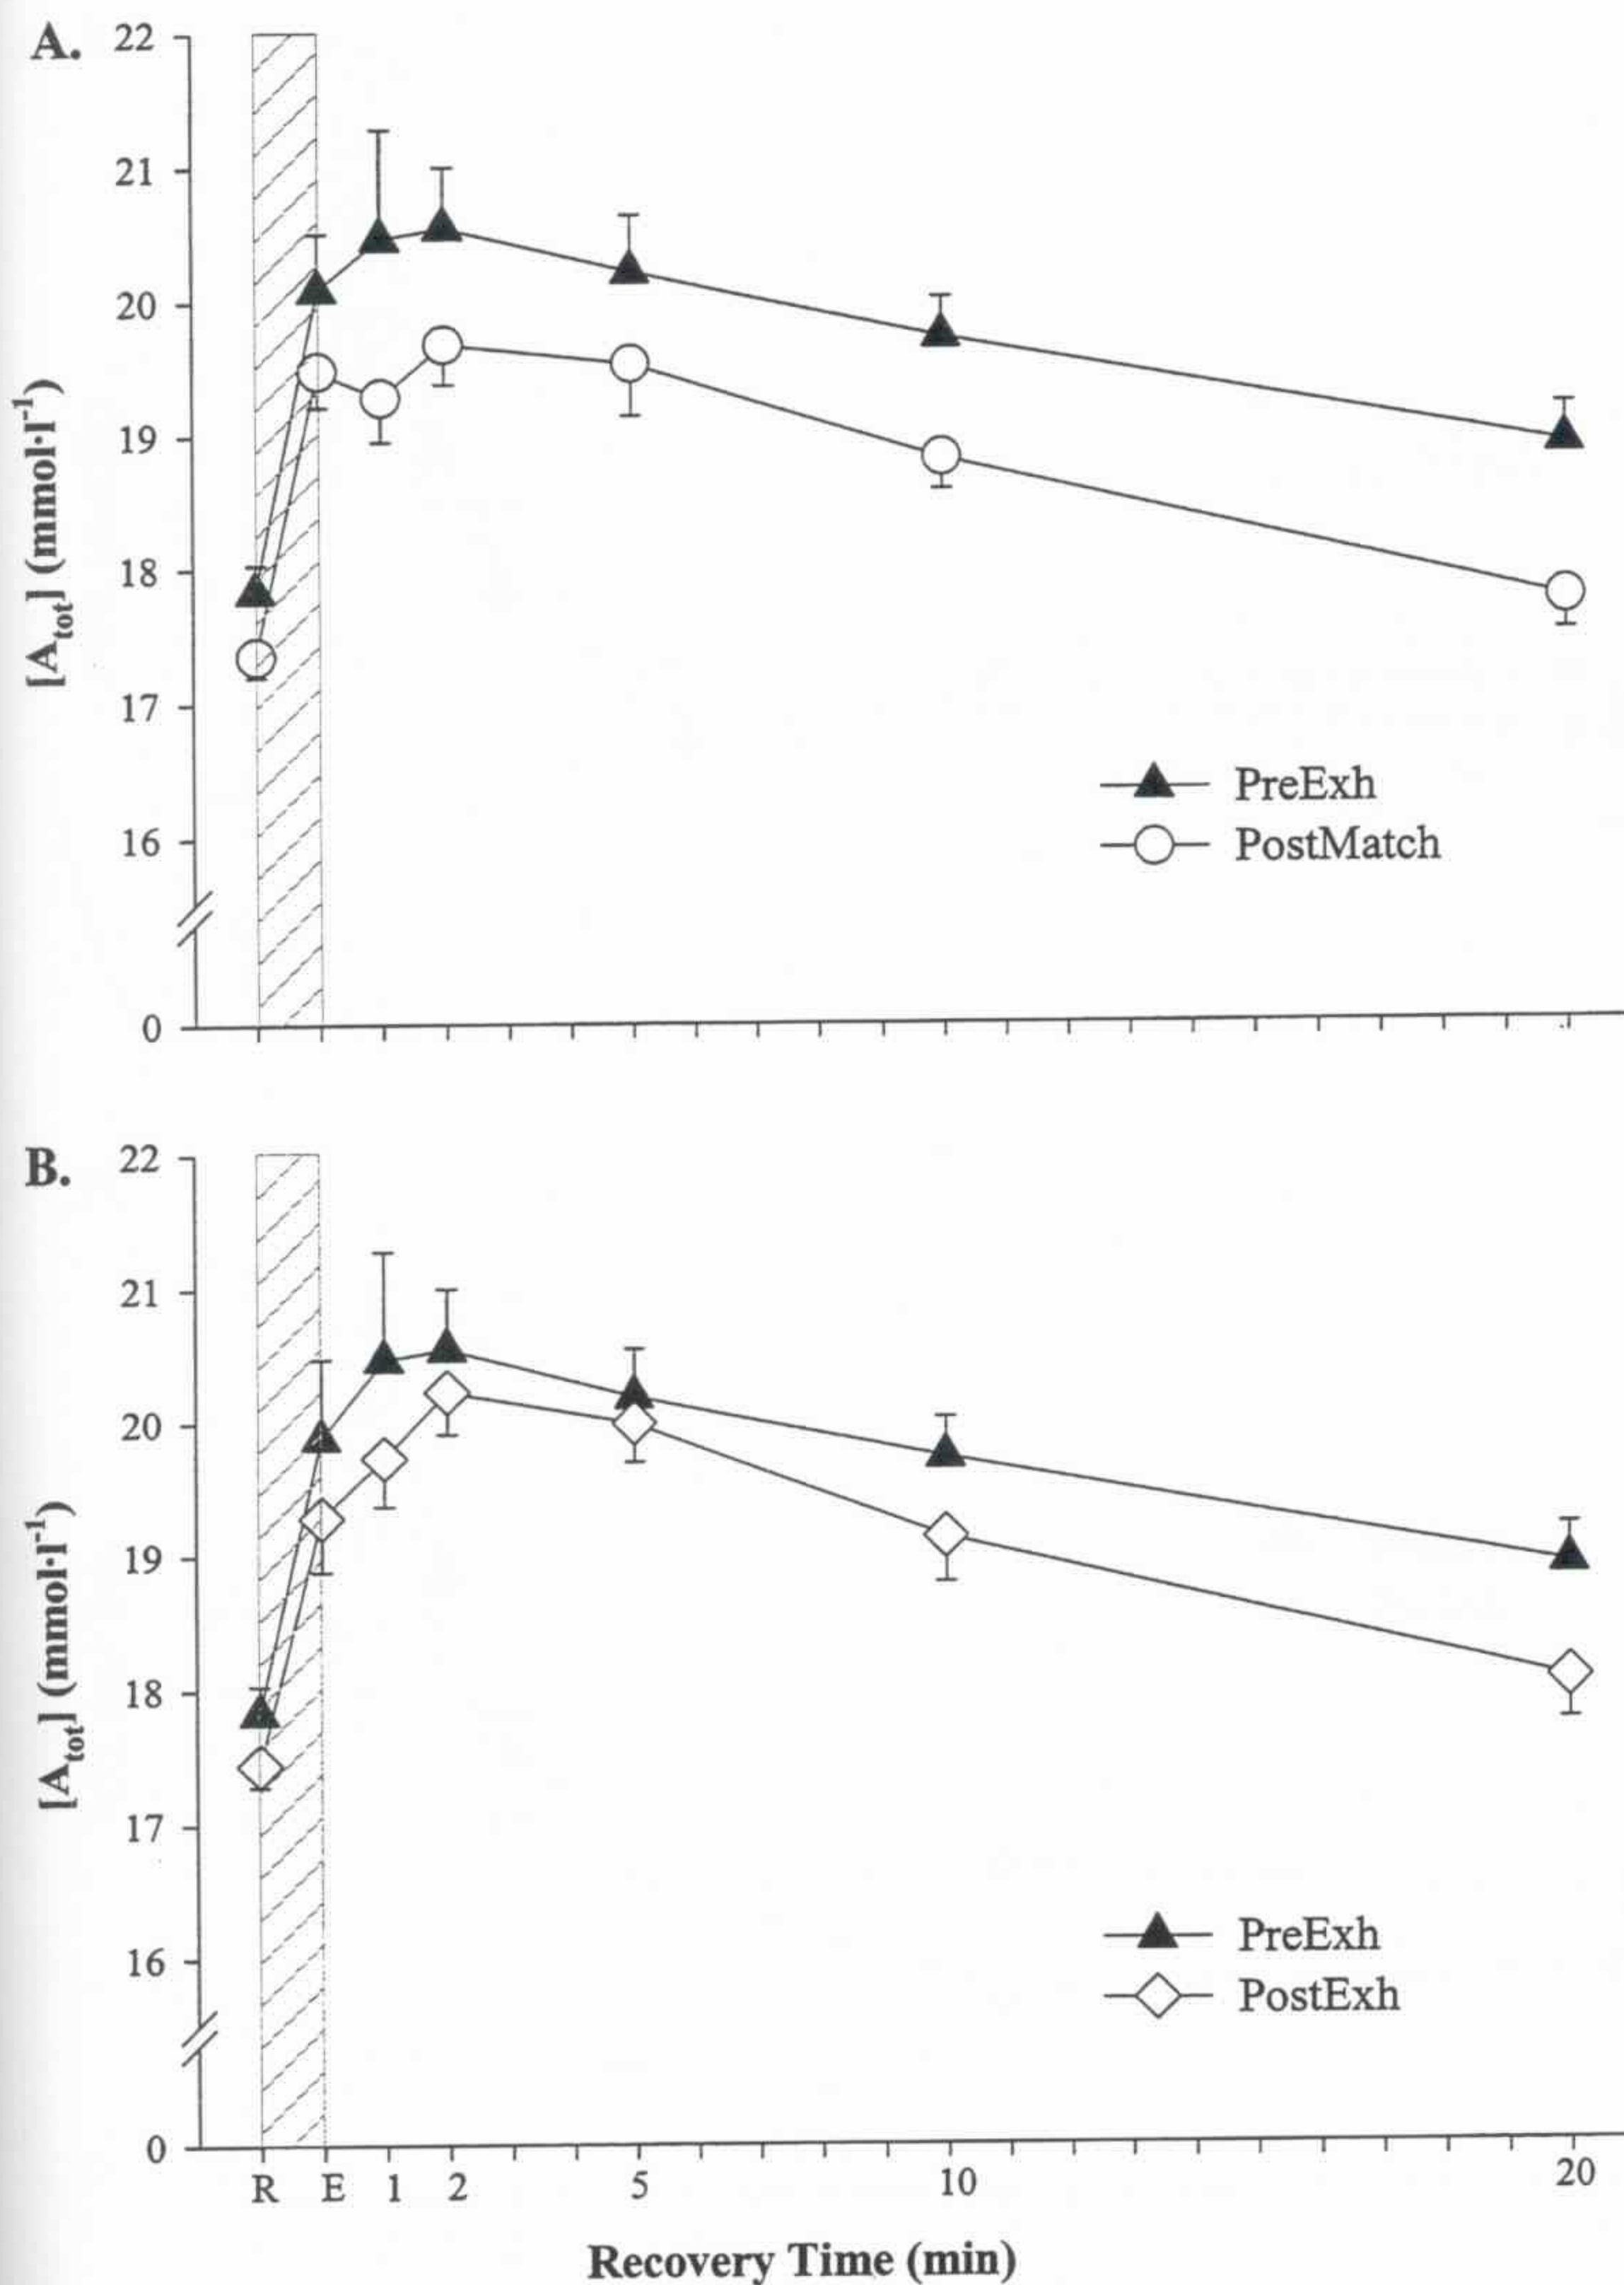 A.
22
21
20
19
18
17
16
0
[A_tot] (mmol·l⁻¹)
PreExh
PostMatch
B.
22
21
20
19
18
17
16
0
[A_tot] (mmol·l⁻¹)
PreExh
PostExh
R E 1 2 5 10 20
Recovery Time (min)